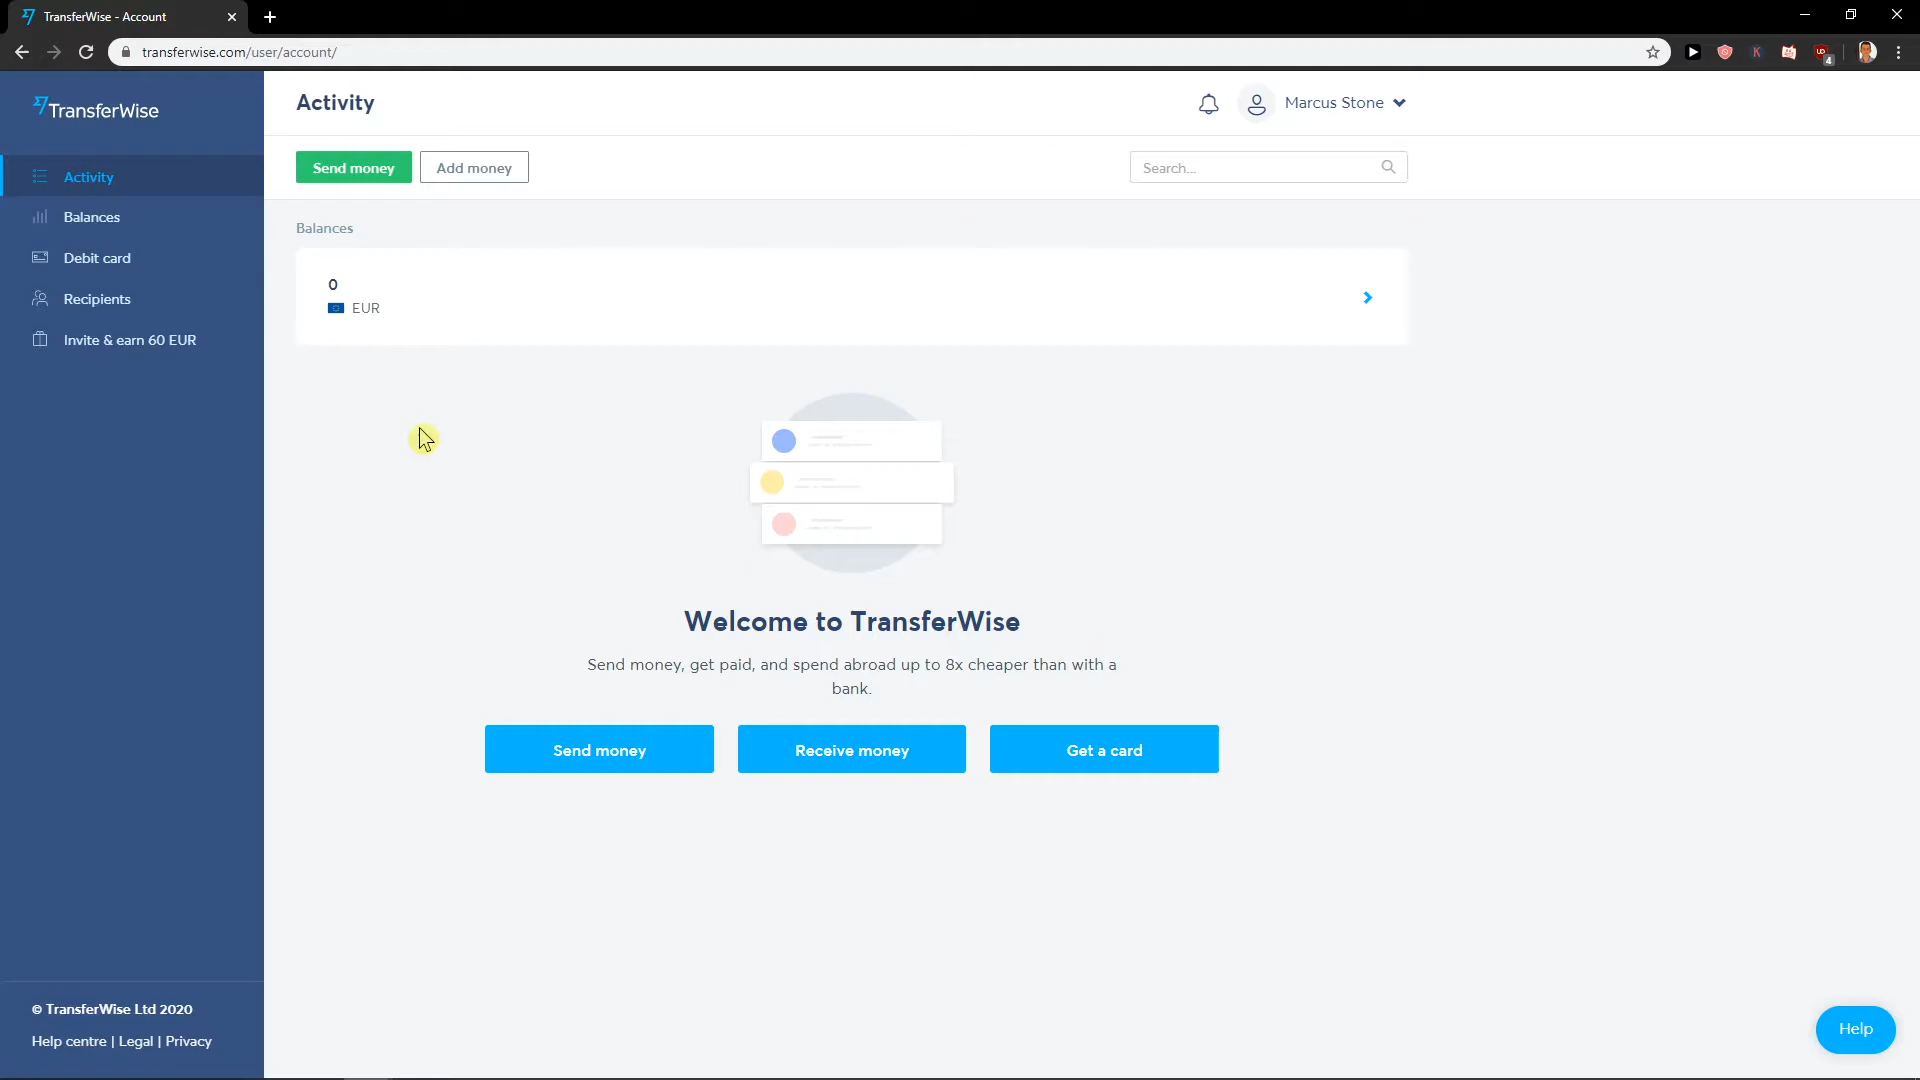 TransferWise - Account
transferwise.com/user/account/
4
TransferWise
Activity
Marcus Stone
Send money
Add money
Search...
Activity
Balances
Debit card
Recipients
Invite & earn 60 EUR
Balances
0
EUR
Welcome to TransferWise
Send money, get paid, and spend abroad up to 8x cheaper than with a
bank.
Send money
Receive money
Get a card
© TransferWise Ltd 2020
Help centre | Legal | Privacy
Help